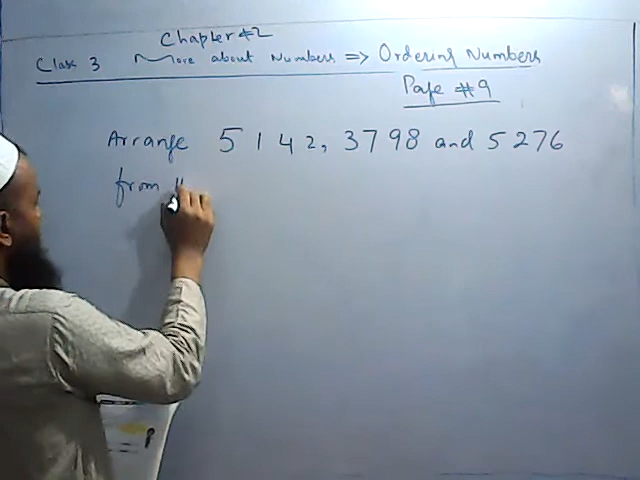 Chapter #2
Class 3 More about Numbers => Ordering Numbers
Page #9
Arrange 5142, 3798 and 5276
from